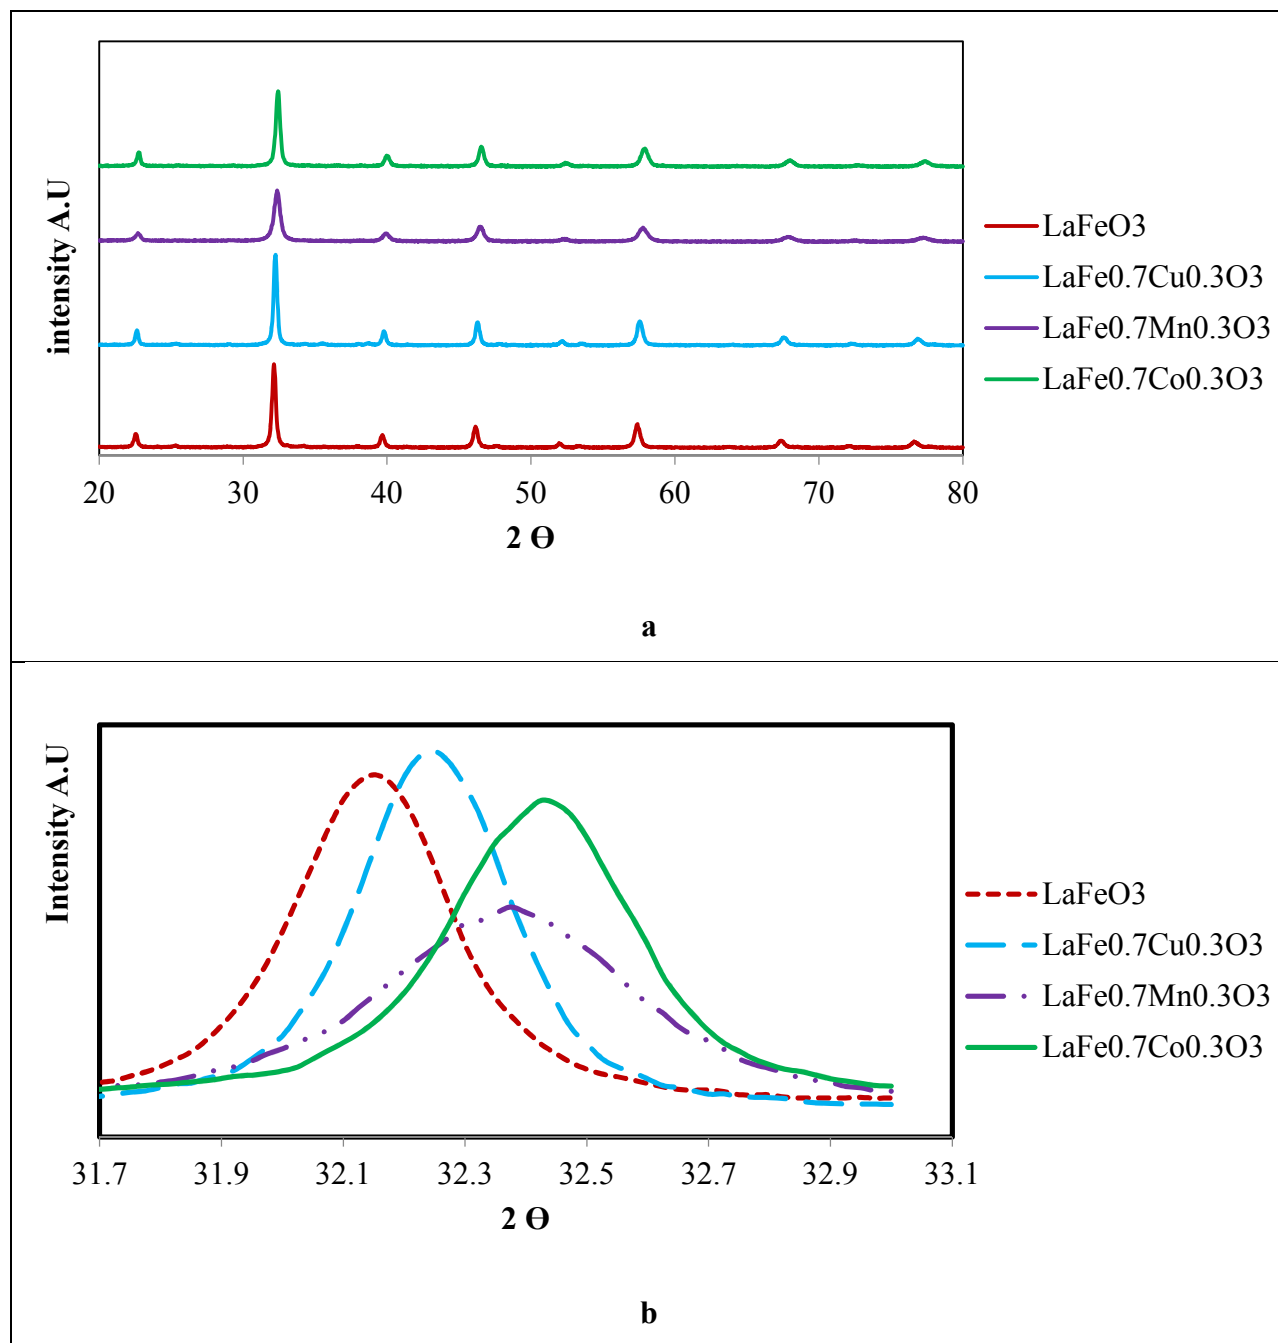 intensity A.U
LaFeO3
LaFe0.7Cu0.3O3
LaFe0.7Mn0.3O3
LaFe0.7Co0.3O3
20 30 40 50 60 70 80
2 ϴ
a
Intensity A.U
LaFeO3
LaFe0.7Cu0.3O3
LaFe0.7Mn0.3O3
LaFe0.7Co0.3O3
31.7 31.9 32.1 32.3 32.5 32.7 32.9 33.1
2 ϴ
b